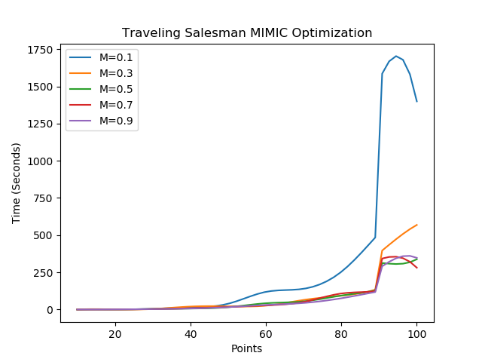 Traveling Salesman MIMIC Optimization
1750
1500
1250
1000
750
500
250
0
Time (Seconds)
M=0.1
M=0.3
M=0.5
M=0.7
M=0.9
20
40
60
80
100
Points